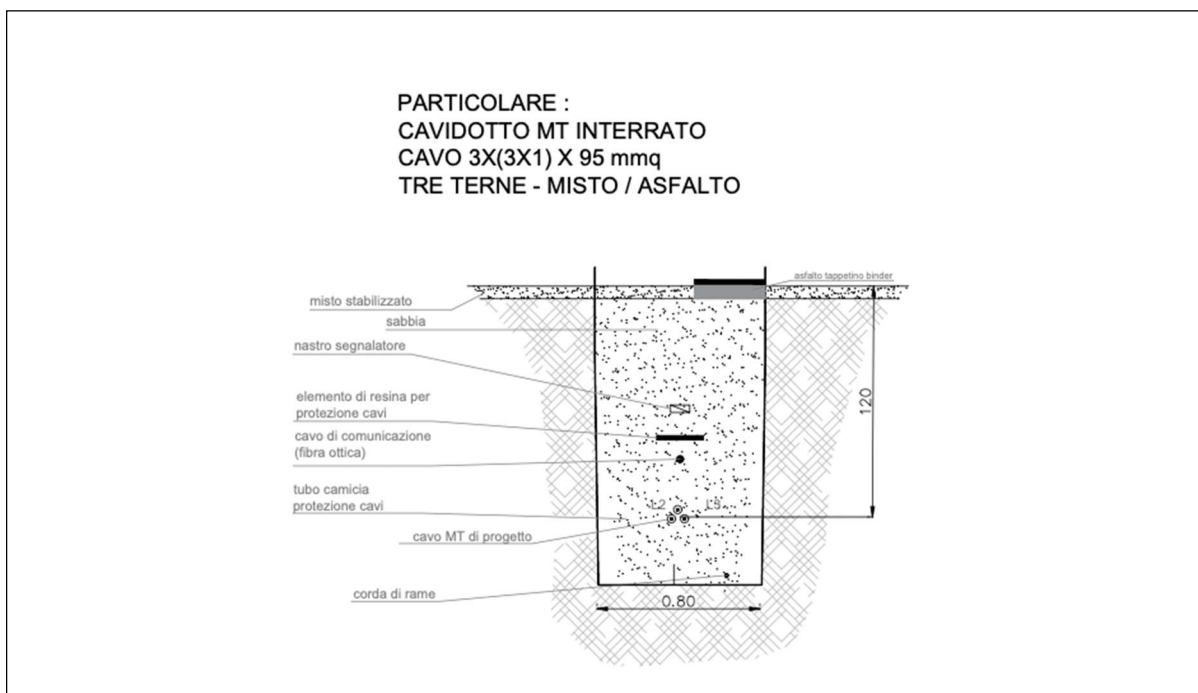 PARTICOLARE :
CAVIDOTTO MT INTERRATO
CAVO 3X(3X1) X 95 mmq
TRE TERNE - MISTO / ASFALTO
asfalto tappetino binder
misto stabilizzato
sabbia
nastro segnalatore
elemento di resina per
protezione cavi
cavo di comunicazione
(fibra ottica)
tubo camicia
protezione cavi
cavo MT di progetto
corda di rame
120
L2
L3
0.80